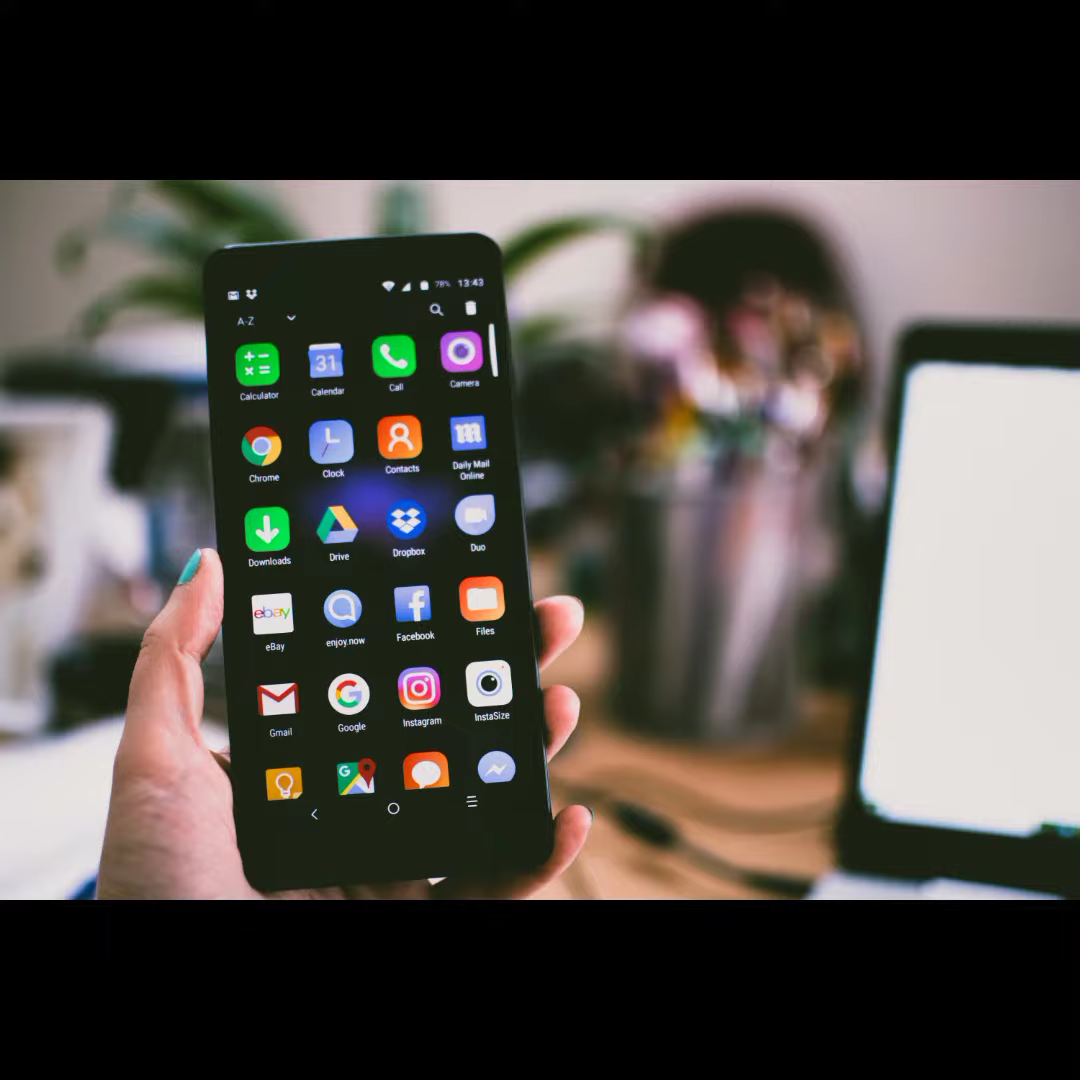 78% 13:43
A-Z
Calculator
31
Calendar
Call
Camera
Chrome
Clock
Contacts
m
Daily Mail
Online
Downloads
Drive
Dropbox
Duo
ebay
eBay
enjoy.now
f
Facebook
Files
Gmail
G
Google
Instagram
InstaSize
G